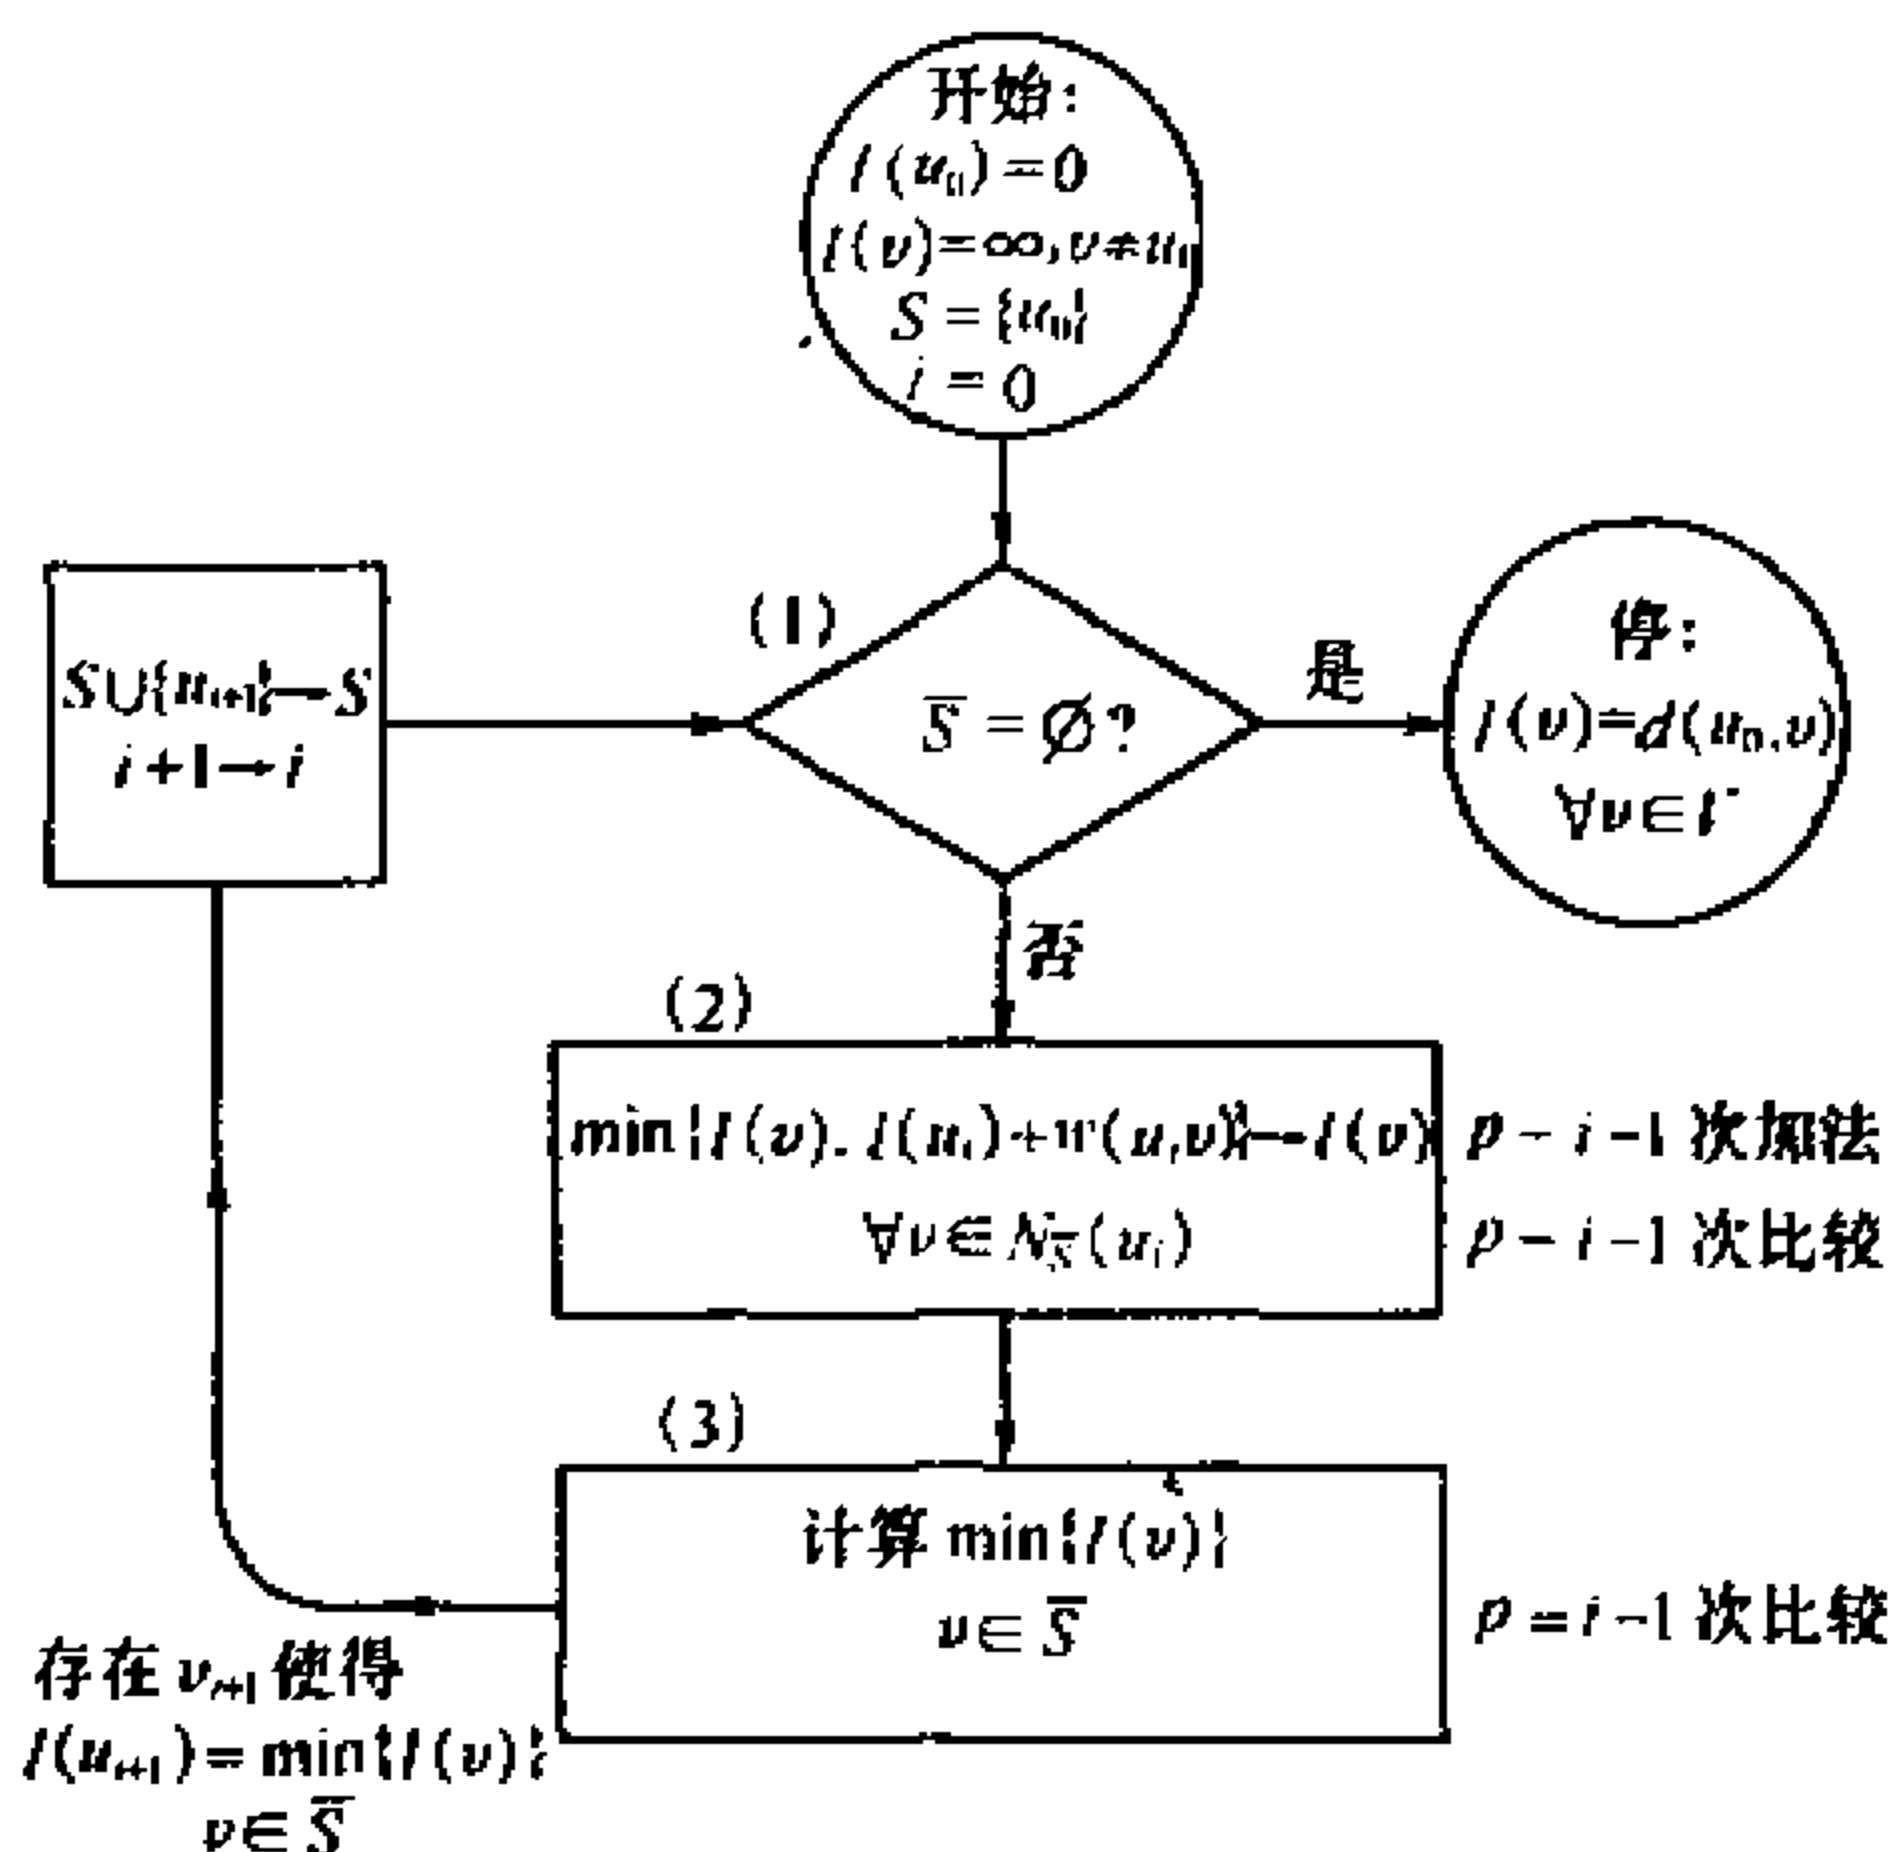 开始:
l(u₀)=0
l(v)=∞,v≠u₀
S={u₀}
i=0
(1)
S∪{uᵢ₊₁}→S
i+1→i
S̅=∅?
是
停:
l(v)=d(u₀,v)
∀v∈V
否
(2)
min{l(v),l(uᵢ)+w(uᵢv)}→l(v)
p-i-1 次加法
∀v∈N_S̅(uᵢ)
p-i-1 次比较
(3)
计算 min{l(v)}
v∈S̅
p=i-1 次比较
存在 vᵢ₊₁ 使得
l(uᵢ₊₁)=min{l(v)}
v∈S̅